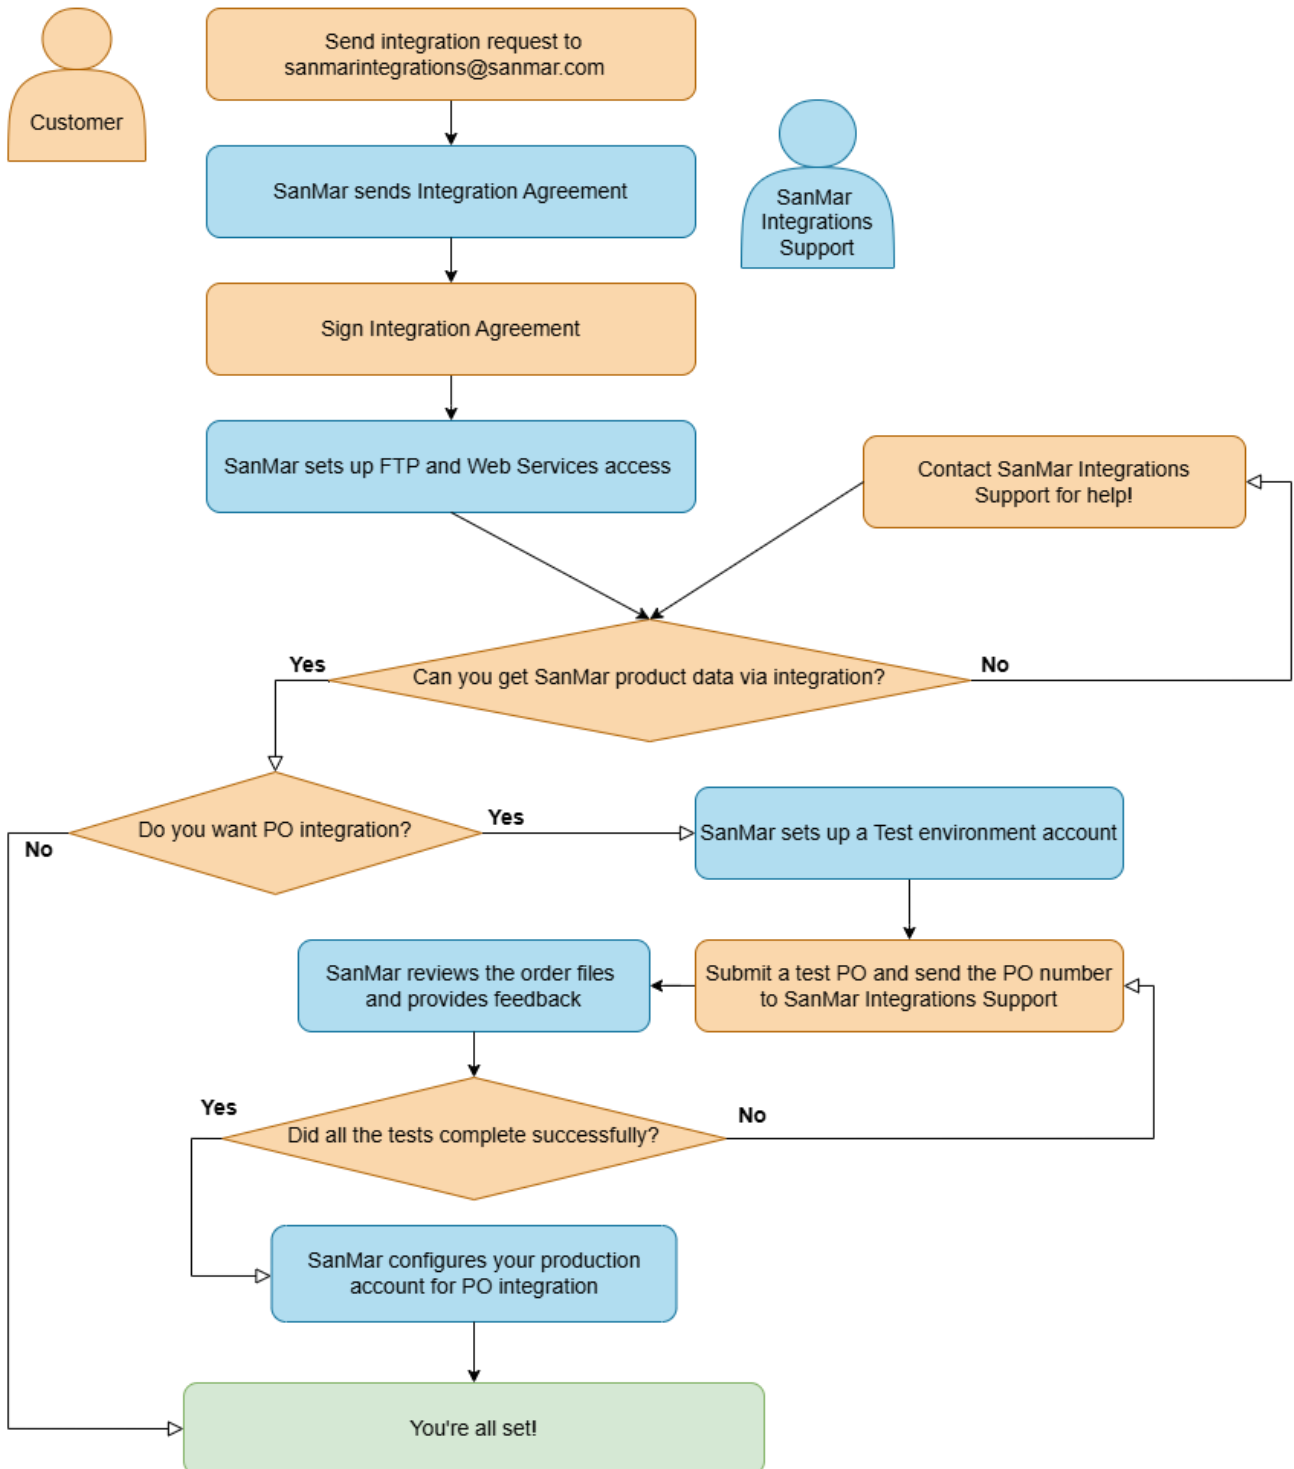 Customer
Send integration request to
sanmarintegrations@sanmar.com
SanMar sends Integration Agreement
SanMar
Integrations
Support
Sign Integration Agreement
SanMar sets up FTP and Web Services access
Contact SanMar Integrations
Support for help!
Yes
Can you get SanMar product data via integration?
No
Do you want PO integration?
Yes
No
SanMar sets up a Test environment account
SanMar reviews the order files
and provides feedback
Submit a test PO and send the PO number
to SanMar Integrations Support
Yes
Did all the tests complete successfully?
No
SanMar configures your production
account for PO integration
You're all set!